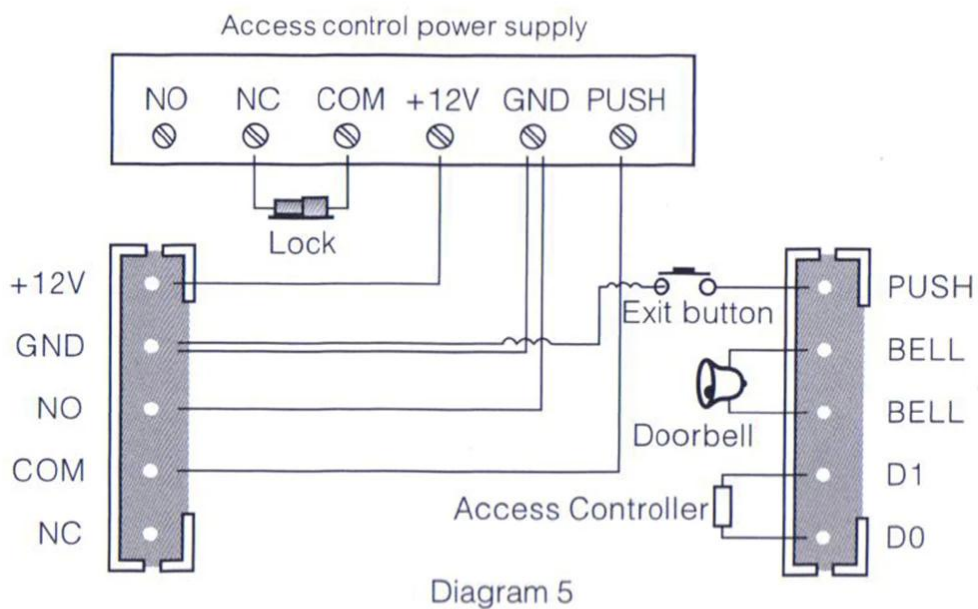 Access control power supply
NO NC COM +12V GND PUSH
Lock
+12V
GND
NO
COM
NC
Exit button
Doorbell
Access Controller
PUSH
BELL
BELL
D1
D0
Diagram 5